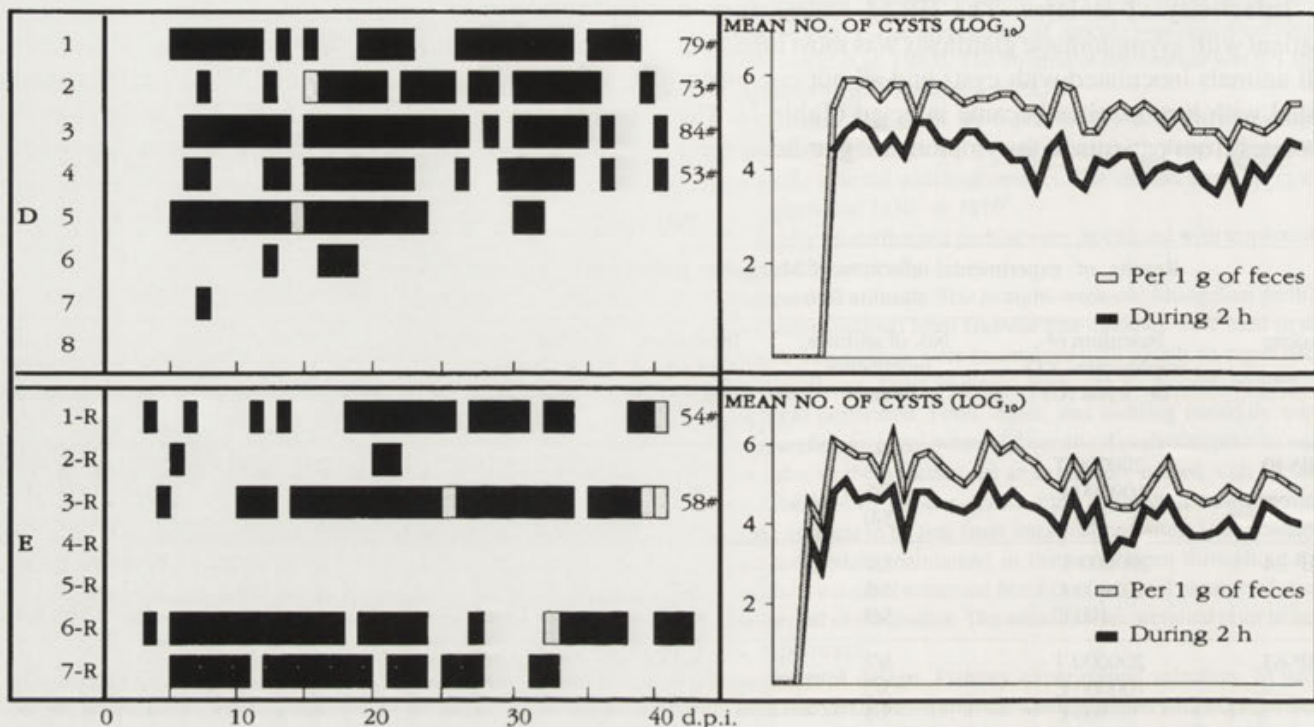 D
1 79#
2 73#
3 84#
4 53#
5
6
7
8
MEAN NO. OF CYSTS (LOG10)
6
4
2
Per 1 g of feces
During 2 h
E
1-R 54#
2-R
3-R 58#
4-R
5-R
6-R
7-R
0 10 20 30 40 d.p.i.
MEAN NO. OF CYSTS (LOG10)
6
4
2
Per 1 g of feces
During 2 h